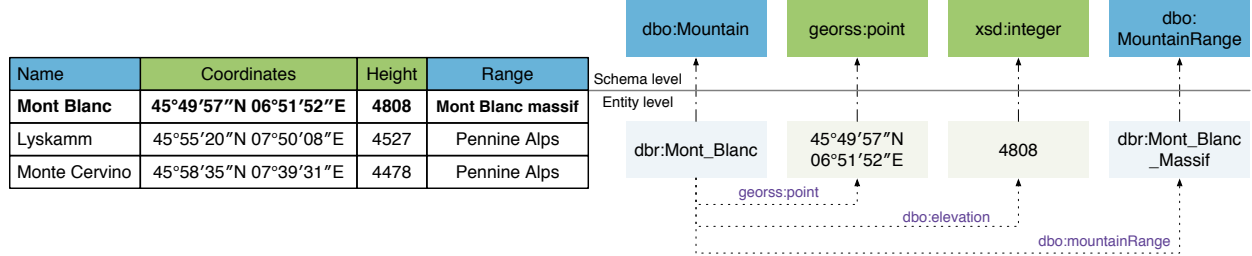 Name Coordinates Height Range
Mont Blanc 45°49′57″N 06°51′52″E 4808 Mont Blanc massif
Lyskamm 45°55′20″N 07°50′08″E 4527 Pennine Alps
Monte Cervino 45°58′35″N 07°39′31″E 4478 Pennine Alps
dbo:Mountain
georss:point
xsd:integer
dbo:
MountainRange
Schema level
Entity level
dbr:Mont_Blanc
45°49′57″N
06°51′52″E
4808
dbr:Mont_Blanc
_Massif
georss:point
dbo:elevation
dbo:mountainRange